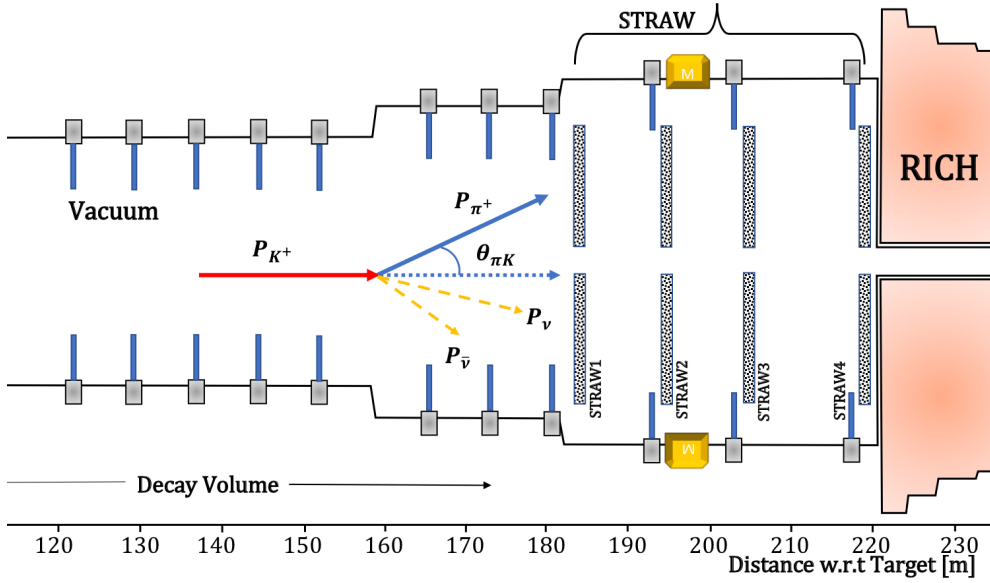 STRAW
M
RICH
Vacuum
P_{π⁺}
P_{K⁺}
θ_{πK}
P_ν
P_{ν̄}
STRAW1
STRAW2
STRAW3
STRAW4
M
Decay Volume
120 130 140 150 160 170 180 190 200 210 220 230
Distance w.r.t Target [m]